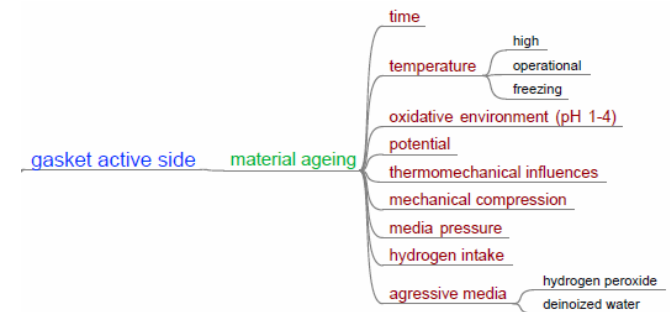 time
high
temperature
operational
freezing
oxidative environment (pH 1-4)
potential
gasket active side
material ageing
thermomechanical influences
mechanical compression
media pressure
hydrogen intake
hydrogen peroxide
agressive media
deinoized water